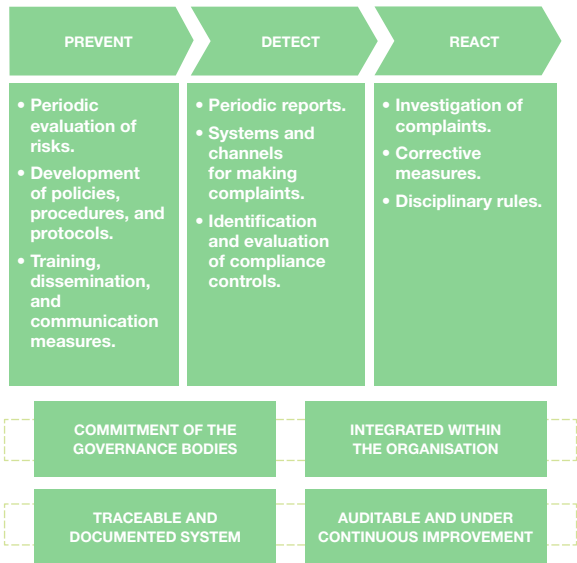 PREVENT
DETECT
REACT
• Periodic
evaluation of
risks.
• Development
of policies,
procedures, and
protocols.
• Training,
dissemination,
and
communication
measures.
• Periodic reports.
• Systems and
channels
for making
complaints.
• Identification
and evaluation
of compliance
controls.
• Investigation of
complaints.
• Corrective
measures.
• Disciplinary rules.
COMMITMENT OF THE
GOVERNANCE BODIES
INTEGRATED WITHIN
THE ORGANISATION
TRACEABLE AND
DOCUMENTED SYSTEM
AUDITABLE AND UNDER
CONTINUOUS IMPROVEMENT